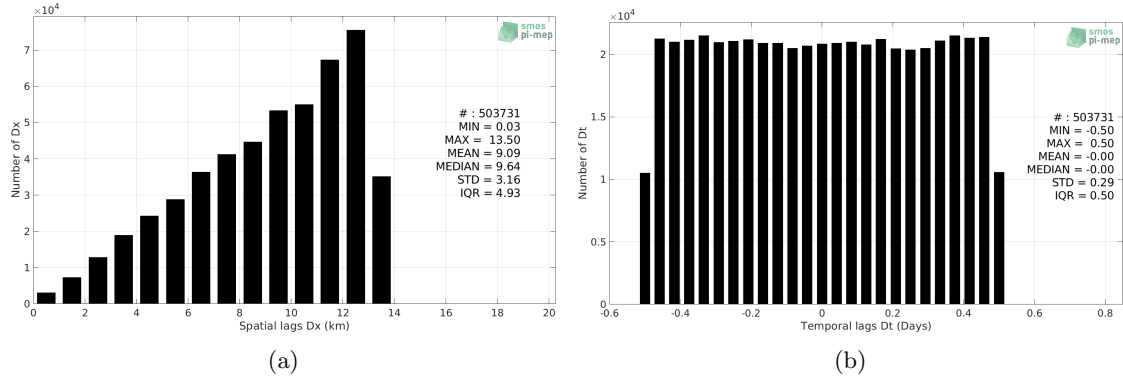 ×10⁴
7
6
5
4
3
2
1
0
Number of Dx
smos
pi-mep
# : 503731
MIN = 0.03
MAX = 13.50
MEAN = 9.09
MEDIAN = 9.64
STD = 3.16
IQR = 4.93
0 2 4 6 8 10 12 14 16 18 20
Spatial lags Dx (km)
(a)
×10⁴
2
1.5
1
0.5
0
Number of Dt
smos
pi-mep
# : 503731
MIN = -0.50
MAX = 0.50
MEAN = -0.00
MEDIAN = -0.00
STD = 0.29
IQR = 0.50
-0.6 -0.4 -0.2 0 0.2 0.4 0.6 0.8
Temporal lags Dt (Days)
(b)